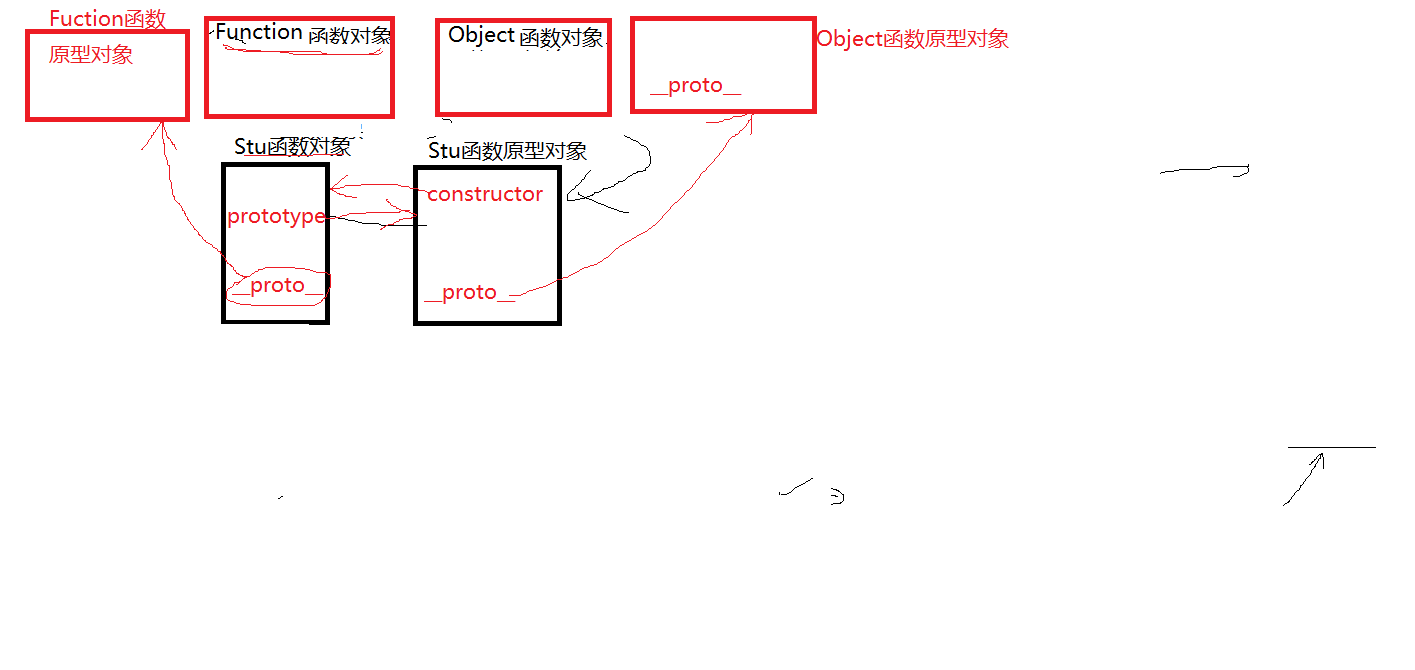 Fuction函数
原型对象
Function 函数对象
Object 函数对象
Object函数原型对象
__proto__
Stu函数对象
Stu函数原型对象
prototype
constructor
__proto__
__proto__